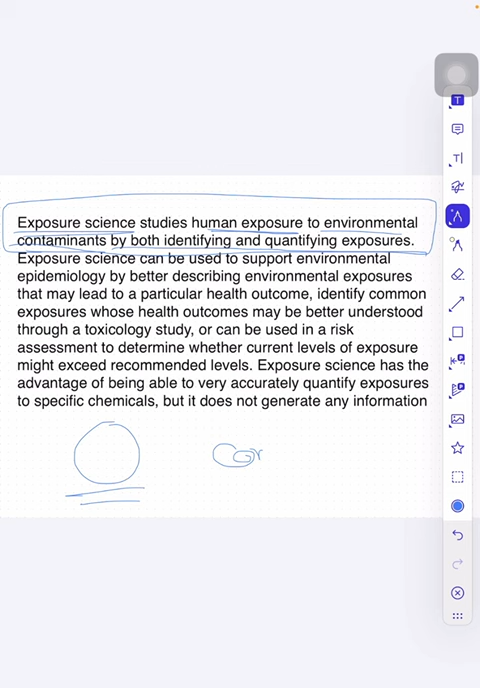 Exposure science studies human exposure to environmental
contaminants by both identifying and quantifying exposures.
Exposure science can be used to support environmental
epidemiology by better describing environmental exposures
that may lead to a particular health outcome, identify common
exposures whose health outcomes may be better understood
through a toxicology study, or can be used in a risk
assessment to determine whether current levels of exposure
might exceed recommended levels. Exposure science has the
advantage of being able to very accurately quantify exposures
to specific chemicals, but it does not generate any information